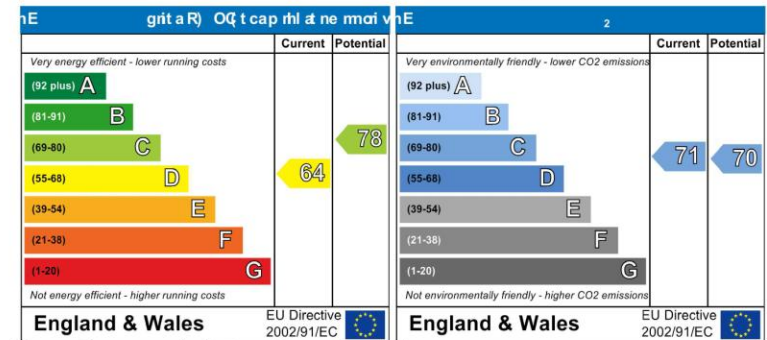 Current Potential
Very energy efficient - lower running costs
(92 plus) A
(81-91) B
(69-80) C
(55-68) D
(39-54) E
(21-38) F
(1-20) G
Not energy efficient - higher running costs
64
78
England & Wales
EU Directive
2002/91/EC
2
Current Potential
Very environmentally friendly - lower CO2 emissions
(92 plus) A
(81-91) B
(69-80) C
(55-68) D
(39-54) E
(21-38) F
(1-20) G
Not environmentally friendly - higher CO2 emissions
71
70
England & Wales
EU Directive
2002/91/EC